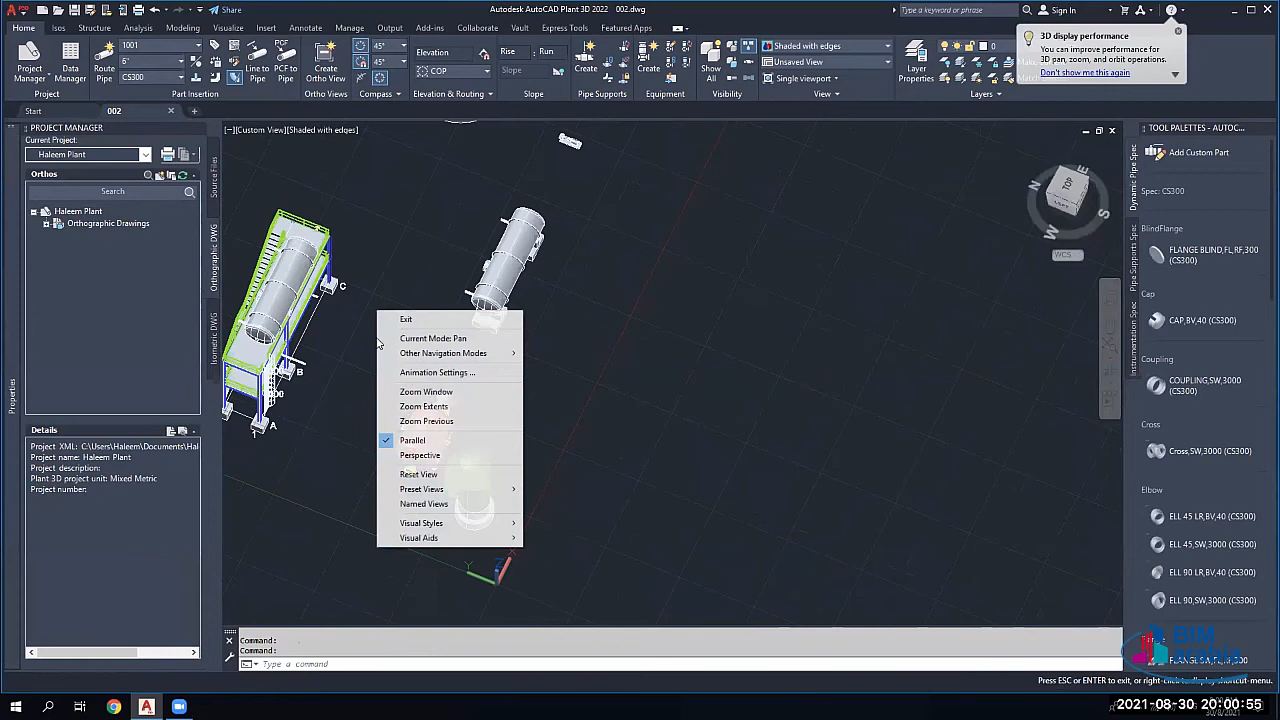 Share
Autodesk AutoCAD Plant 3D 2022 002.dwg
Type a keyword or phrase
Sign In
Home
Isos
Structure
Analysis
Visualize
Insert
Annotate
Manage
Output
Add-ins
Collaborate
Vault
Express Tools
Featured Apps
Project Manager
Data Manager
Project
Route Pipe
1001
6"
CS300
Line to Pipe
PCF to Pipe
Part Insertion
Create Ortho View
Ortho Views
45°
45°
Compass
Elevation
COP
Elevation & Routing
Rise: Run
Slope
Slope
Create
Pipe Supports
Create
Equipment
Show All
Visibility
Shaded with edges
Unsaved View
Single viewport
View
Layer Properties
0
Layers
3D display performance
You can improve performance for
3D pan, zoom, and orbit operations.
Don't show me this again
Start
002
PROJECT MANAGER
Current Project:
Haleem Plant
Orthos
Search
Haleem Plant
Orthographic Drawings
Source Files
Orthographic DWG
Isometric DWG
Properties
Details
Project XML: C:\Users\Haleem\Documents\Hal
Project name: Haleem Plant
Project description:
Plant 3D project unit: Mixed Metric
Project number:
[−][Custom View][Shaded with edges]
C
B
A
1
Exit
Current Mode: Pan
Other Navigation Modes
Animation Settings ...
Zoom Window
Zoom Extents
Zoom Previous
Parallel
Perspective
Reset View
Preset Views
Named Views
Visual Styles
Visual Aids
Y
Z
X
N
E
S
W
TOP
WCS
TOOL PALETTES - AUTOC...
Dynamic Pipe Spec
Pipe Supports Spec
Instrumentation Spec
Add Custom Part
Spec: CS300
BlindFlange
FLANGE BLIND,FL,RF,300
(CS300)
Cap
CAP,BV,40 (CS300)
Coupling
COUPLING,SW,3000
(CS300)
Cross
Cross,SW,3000 (CS300)
Elbow
ELL 45 LR,BV,40 (CS300)
ELL 45,SW,3000 (CS300)
ELL 90 LR,BV,40 (CS300)
ELL 90,SW,3000 (CS300)
BIM
arabia
Command:
Command:
Type a command
Press ESC or ENTER to exit, or right-click to display shortcut-menu.
2021-08-30 20:00:55